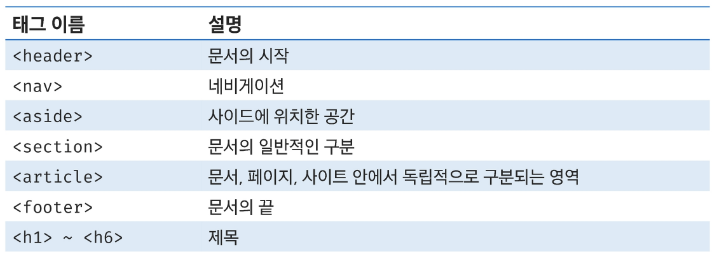 태그 이름 설명
<header> 문서의 시작
<nav> 네비게이션
<aside> 사이드에 위치한 공간
<section> 문서의 일반적인 구분
<article> 문서, 페이지, 사이트 안에서 독립적으로 구분되는 영역
<footer> 문서의 끝
<h1> ~ <h6> 제목